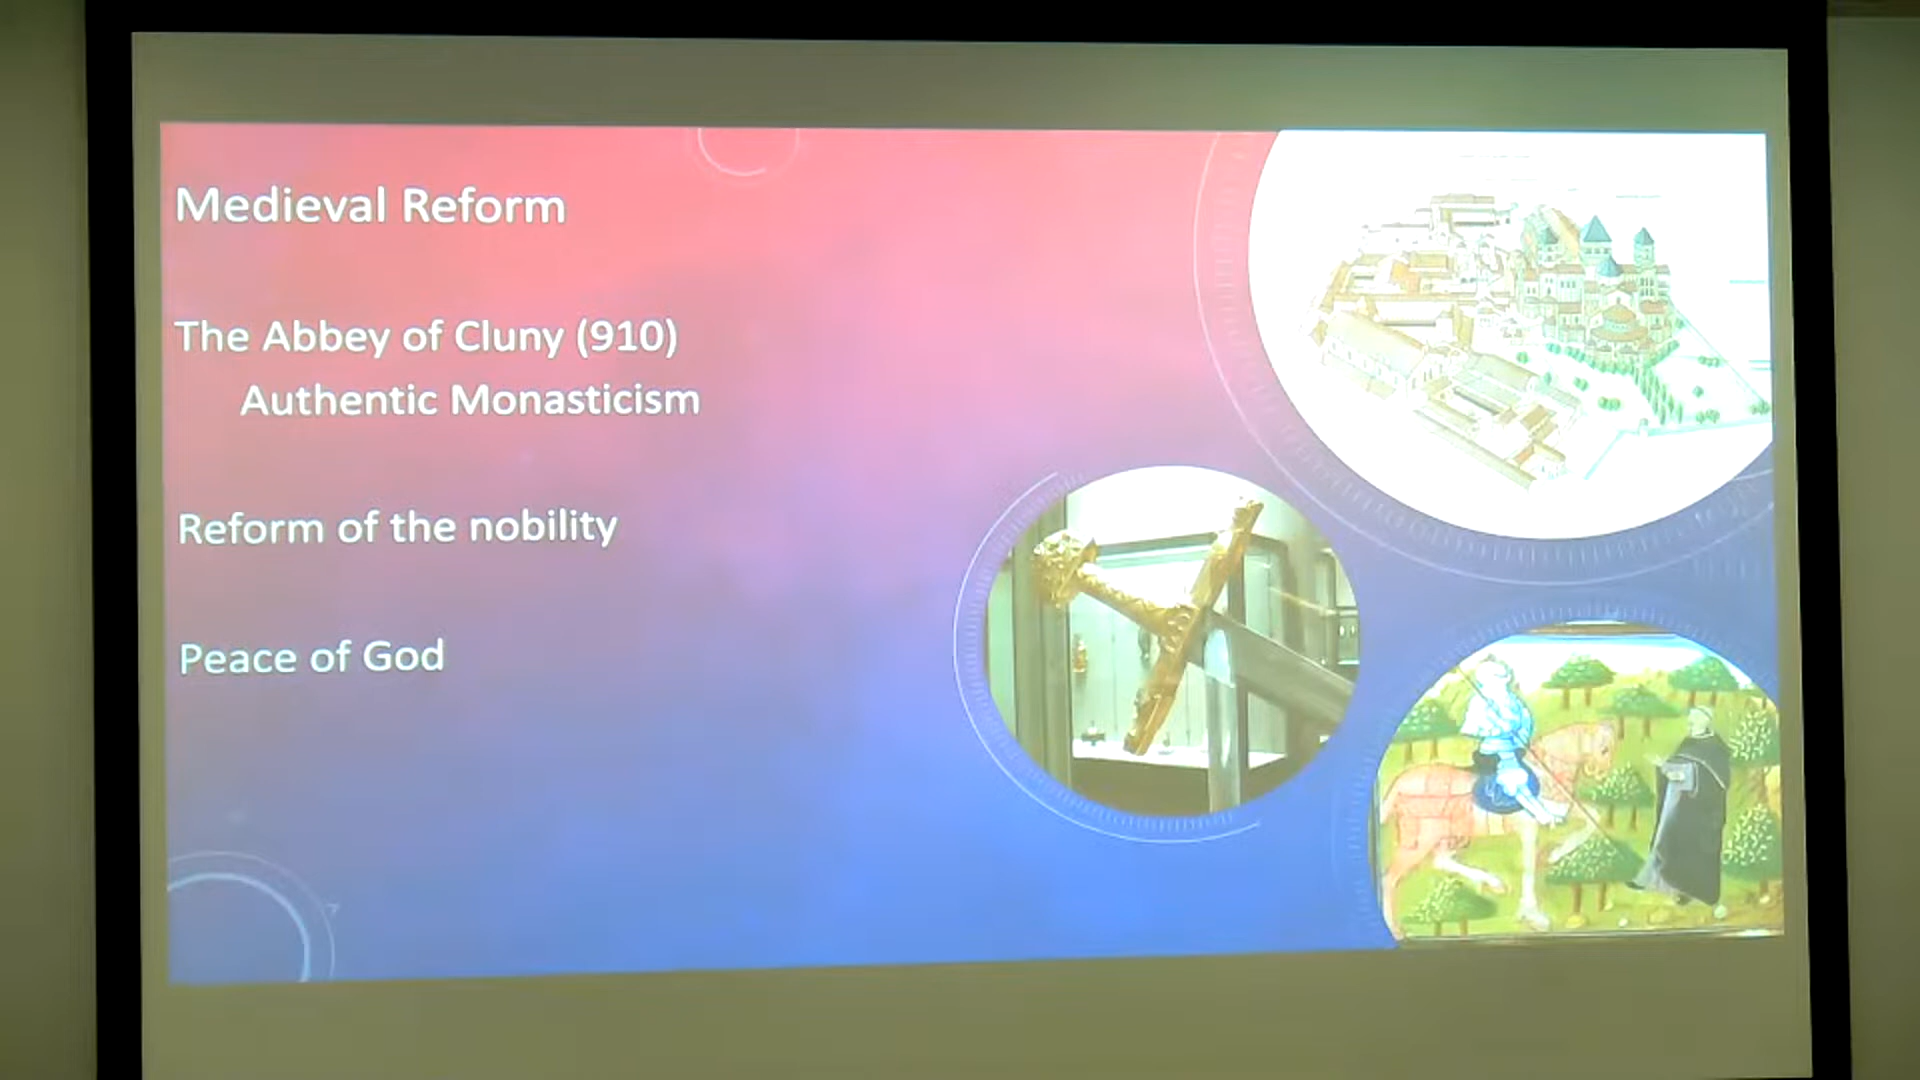 Medieval Reform
The Abbey of Cluny (910)
Authentic Monasticism
Reform of the nobility
Peace of God